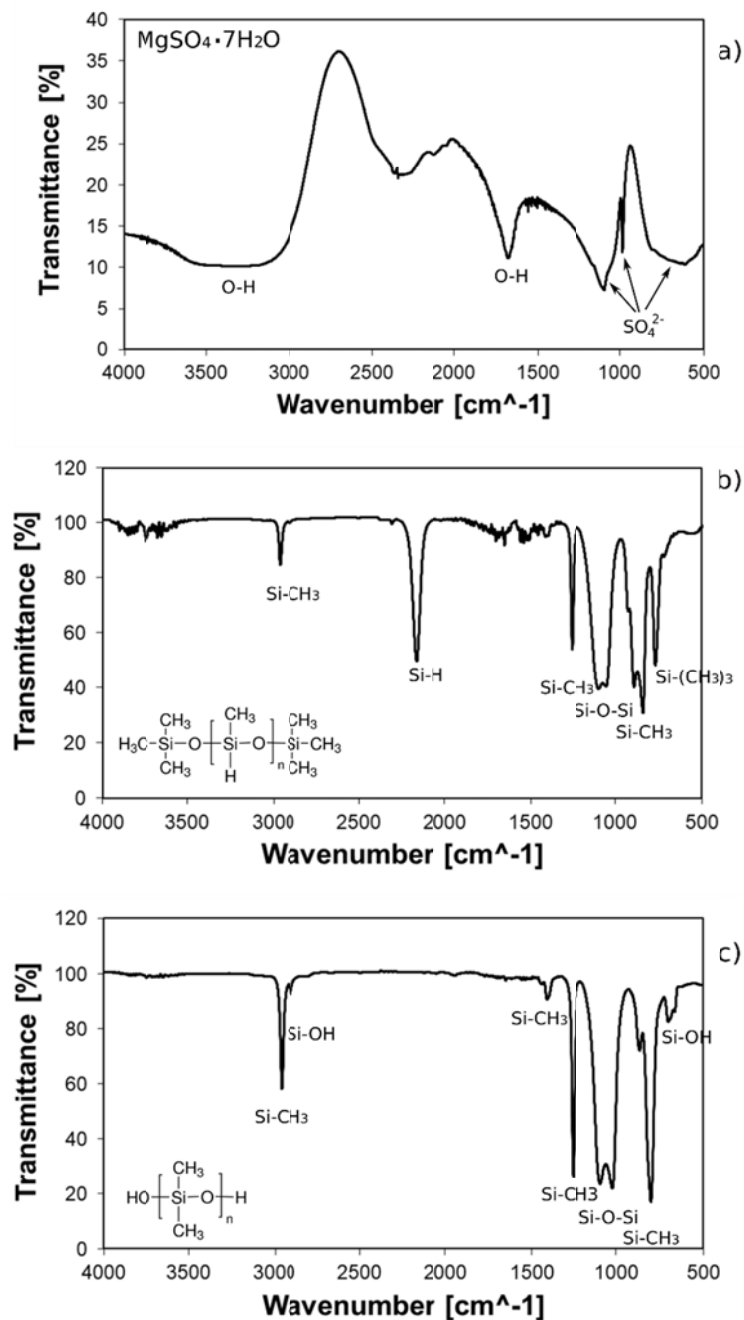 MgSO4·7H2O
a)
Transmittance [%]
40
35
30
25
20
15
10
5
0
O-H
O-H
SO4^2-
4000 3500 3000 2500 2000 1500 1000 500
Wavenumber [cm^-1]
b)
Transmittance [%]
120
100
80
60
40
20
0
Si-CH3
Si-H
Si-CH3
Si-O-Si
Si-CH3
Si-(CH3)3
CH3 CH3 CH3
H3C Si O Si O Si CH3
CH3 H n CH3
4000 3500 3000 2500 2000 1500 1000 500
Wavenumber [cm^-1]
c)
Transmittance [%]
120
100
80
60
40
20
0
Si-OH
Si-CH3
Si-CH3
Si-CH3
Si-O-Si
Si-CH3
Si-OH
CH3
HO Si O H
n
CH3
4000 3500 3000 2500 2000 1500 1000 500
Wavenumber [cm^-1]